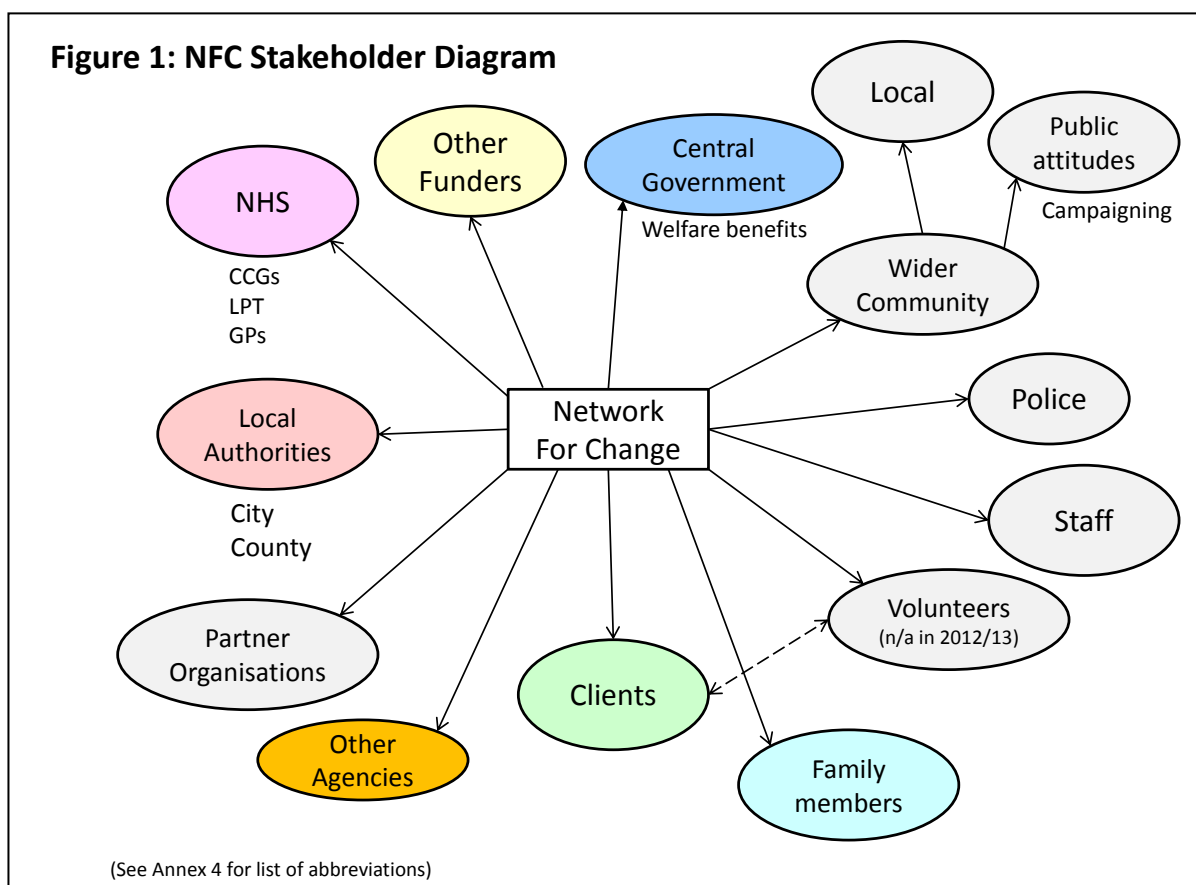 Figure 1: NFC Stakeholder Diagram
Local
Public
attitudes
Campaigning
Other
Funders
Central
Government
Welfare benefits
NHS
CCGs
LPT
GPs
Wider
Community
Network
For Change
Police
Local
Authorities
City
County
Staff
Volunteers
(n/a in 2012/13)
Partner
Organisations
Clients
Other
Agencies
Family
members
(See Annex 4 for list of abbreviations)